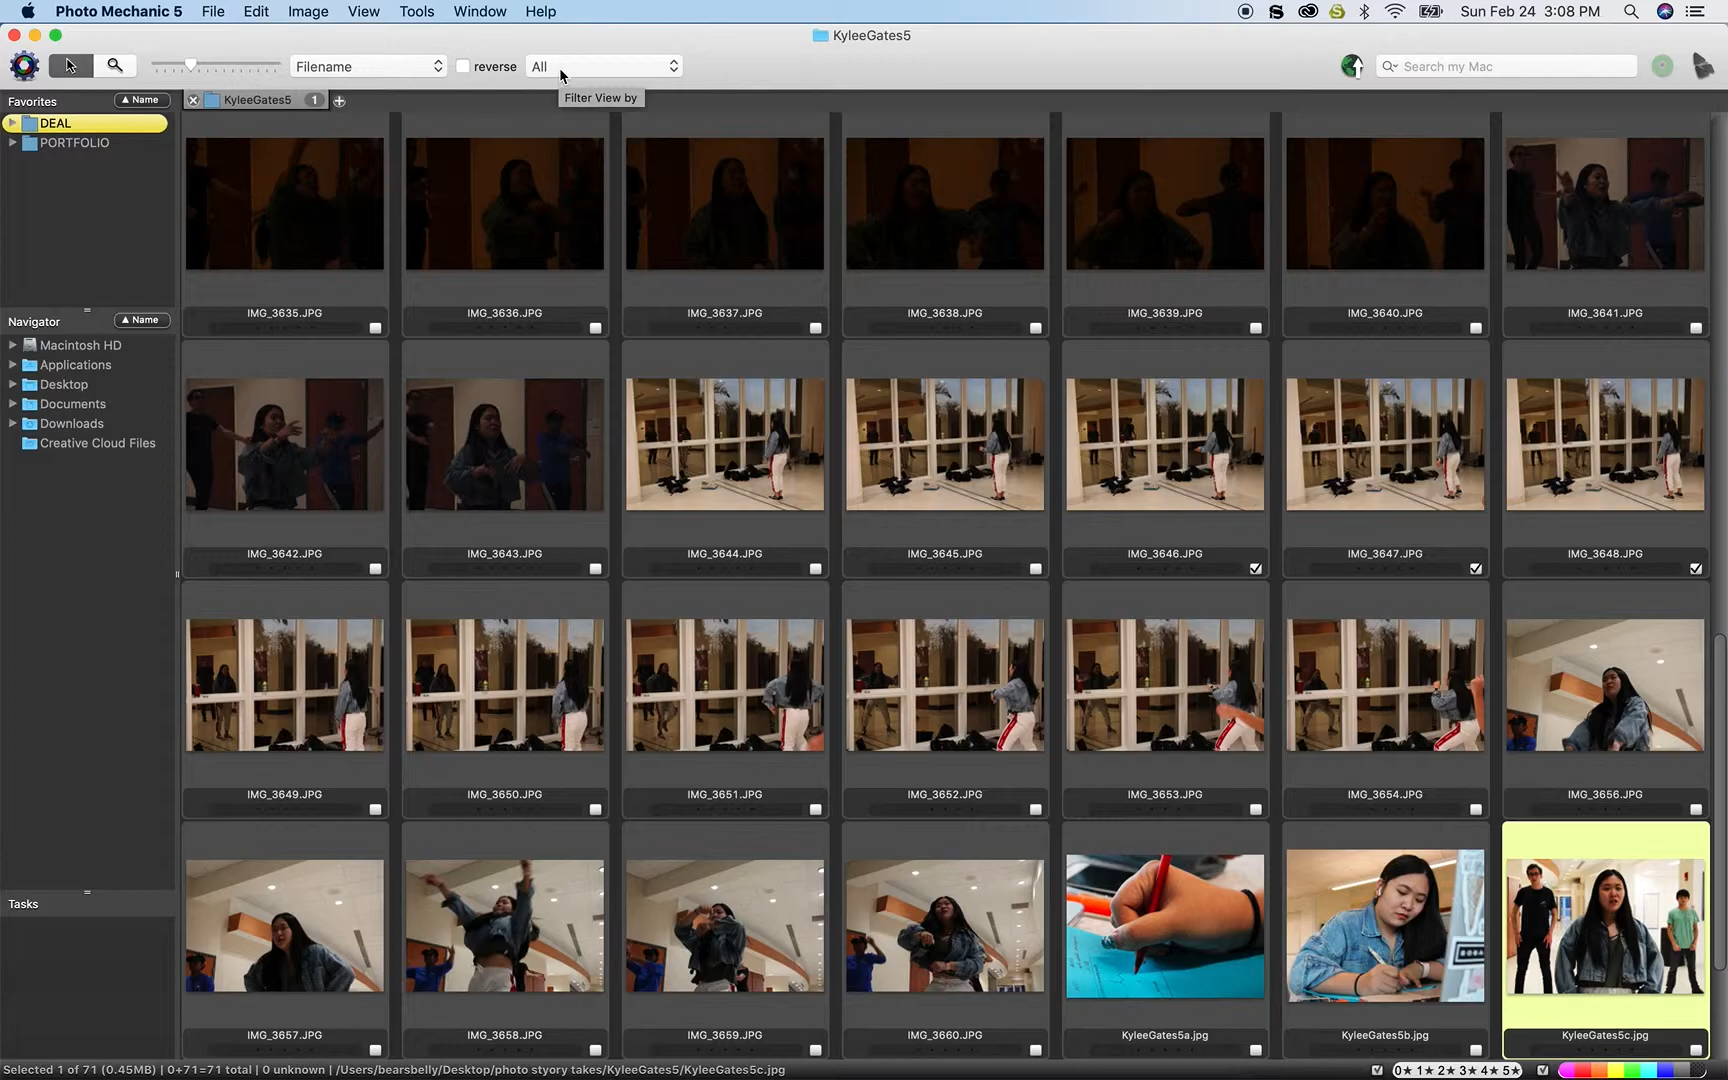 Photo Mechanic 5 File Edit Image View Tools Window Help Sun Feb 24 3:08 PM
KyleeGates5
Filename reverse All Search my Mac
Filter View by
Favorites Name
KyleeGates5 1
DEAL
PORTFOLIO
Navigator Name
Macintosh HD
Applications
Desktop
Documents
Downloads
Creative Cloud Files
Tasks
IMG_3635.JPG IMG_3636.JPG IMG_3637.JPG IMG_3638.JPG IMG_3639.JPG IMG_3640.JPG IMG_3641.JPG
IMG_3642.JPG IMG_3643.JPG IMG_3644.JPG IMG_3645.JPG IMG_3646.JPG IMG_3647.JPG IMG_3648.JPG
IMG_3649.JPG IMG_3650.JPG IMG_3651.JPG IMG_3652.JPG IMG_3653.JPG IMG_3654.JPG IMG_3656.JPG
IMG_3657.JPG IMG_3658.JPG IMG_3659.JPG IMG_3660.JPG KyleeGates5a.jpg KyleeGates5b.jpg KyleeGates5c.jpg
Selected 1 of 71 (0.45MB) | 0+71=71 total | 0 unknown | /Users/bearsbelly/Desktop/photo styory takes/KyleeGates5/KyleeGates5c.jpg 0★ 1★ 2★ 3★ 4★ 5★